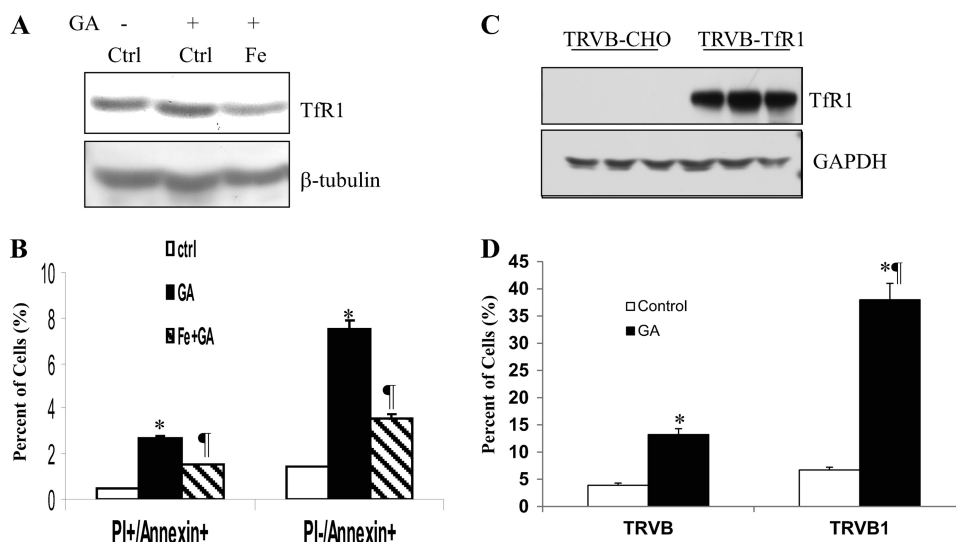 A
GA - + +
Ctrl Ctrl Fe
TfR1
β-tubulin
B
ctrl
GA
Fe+GA
Percent of Cells (%)
10
8
6
4
2
0
*
¶
*
¶
PI+/Annexin+ PI-/Annexin+
C
TRVB-CHO TRVB-TfR1
TfR1
GAPDH
D
Control
GA
Percent of Cells (%)
45
40
35
30
25
20
15
10
5
0
*
*¶
TRVB TRVB1